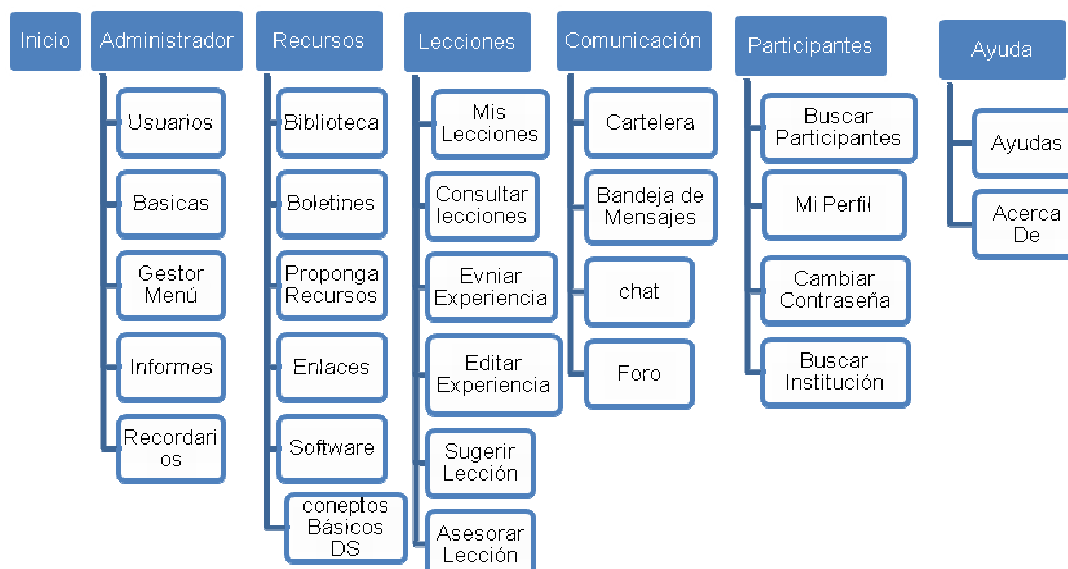 Inicio
Administrador
Usuarios
Basicas
Gestor
Menú
Informes
Recordari
os
Recursos
Biblioteca
Boletines
Proponga
Recursos
Enlaces
Software
coneptos
Básicos
DS
Lecciones
Mis
Lecciones
Consultar
lecciones
Evniar
Experiencia
Editar
Experiencia
Sugerir
Lección
Asesorar
Lección
Comunicación
Cartelera
Bandeja de
Mensajes
chat
Foro
Participantes
Buscar
Participantes
Mi Perfil
Cambiar
Contraseña
Buscar
Institución
Ayuda
Ayudas
Acerca
De